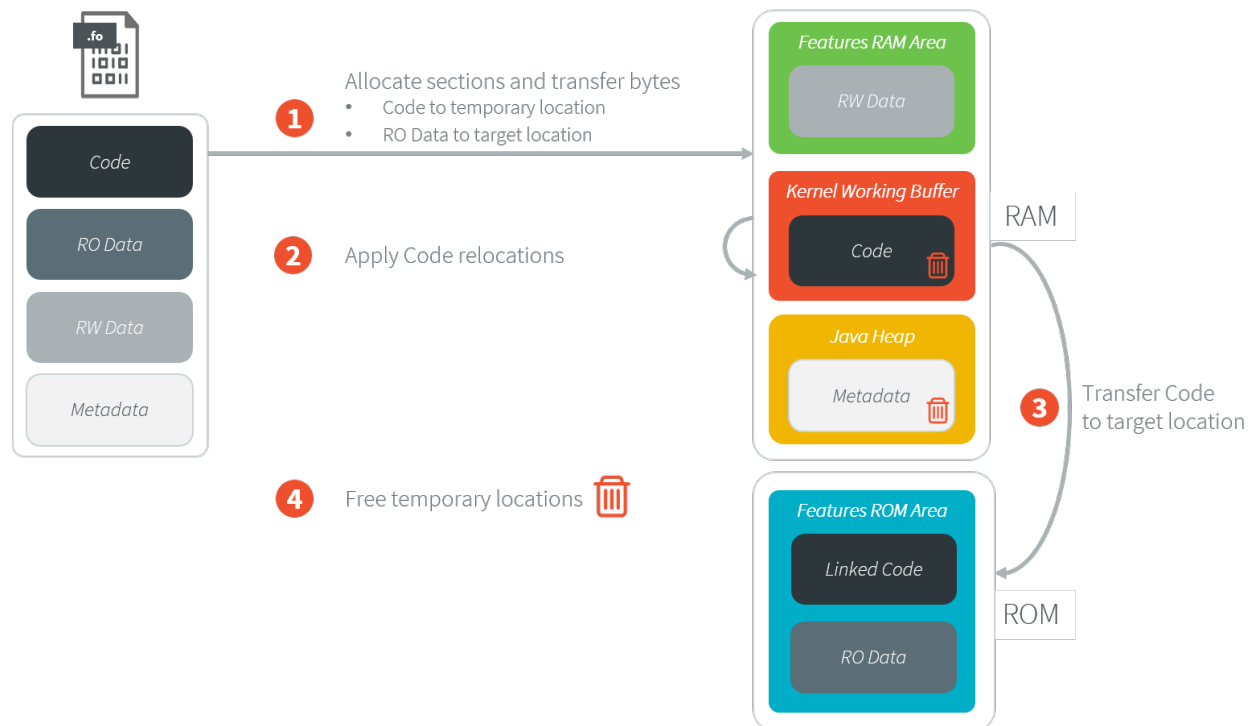 .fo
Code
RO Data
RW Data
Metadata
1
Allocate sections and transfer bytes
• Code to temporary location
• RO Data to target location
2
Apply Code relocations
4
Free temporary locations
Features RAM Area
RW Data
Kernel Working Buffer
Code
Java Heap
Metadata
RAM
3
Transfer Code
to target location
Features ROM Area
Linked Code
RO Data
ROM